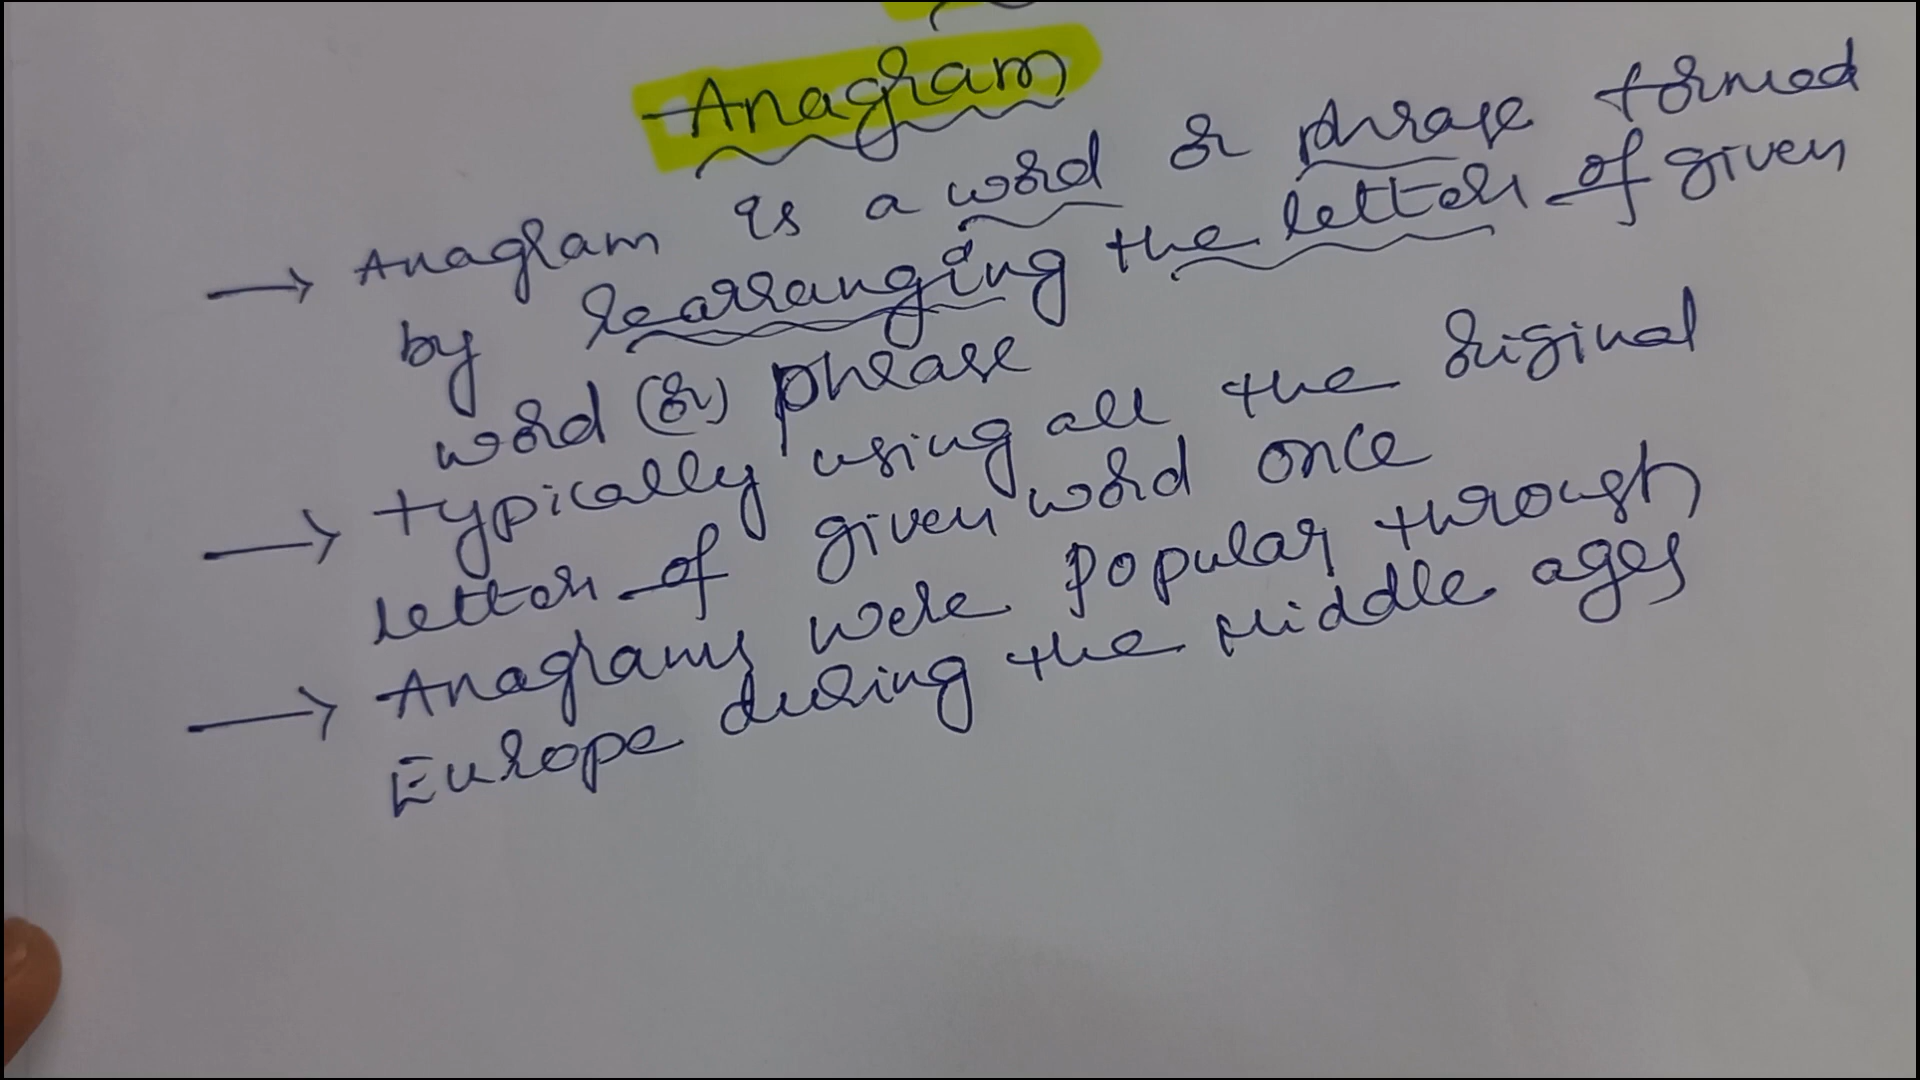 Anagram
→ Anagram is a word or phrase formed
by rearranging the letters of given
word (or) phrase
→ typically using all the original
letters of given word once
→ Anagrams were popular through
Europe during the Middle ages